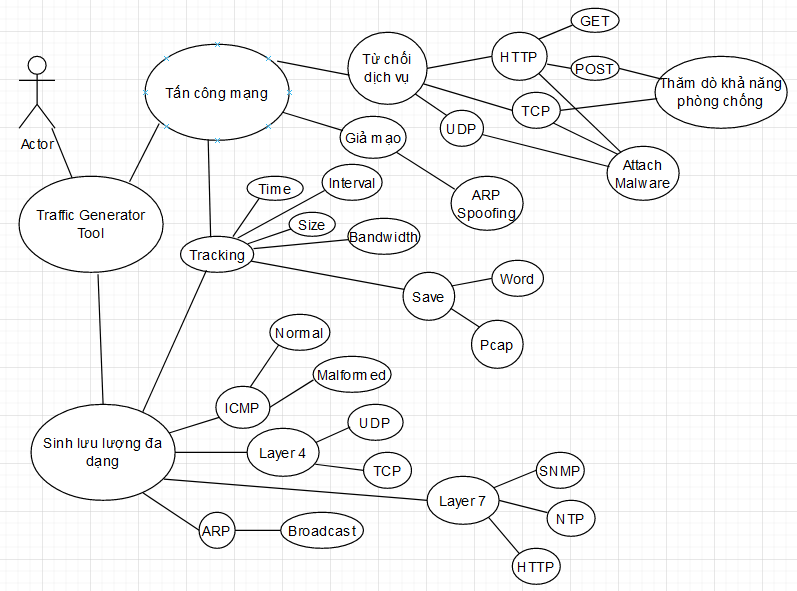 GET
Từ chối
dịch vụ
HTTP
POST
Thăm dò khả năng
phòng chống
Tấn công mạng
TCP
UDP
Giả mạo
Actor
Attach
Malware
Time
Interval
ARP
Spoofing
Traffic Generator
Tool
Size
Bandwidth
Tracking
Word
Save
Normal
Pcap
Malformed
ICMP
UDP
Sinh lưu lượng đa
dạng
Layer 4
TCP
SNMP
Layer 7
NTP
ARP
Broadcast
HTTP